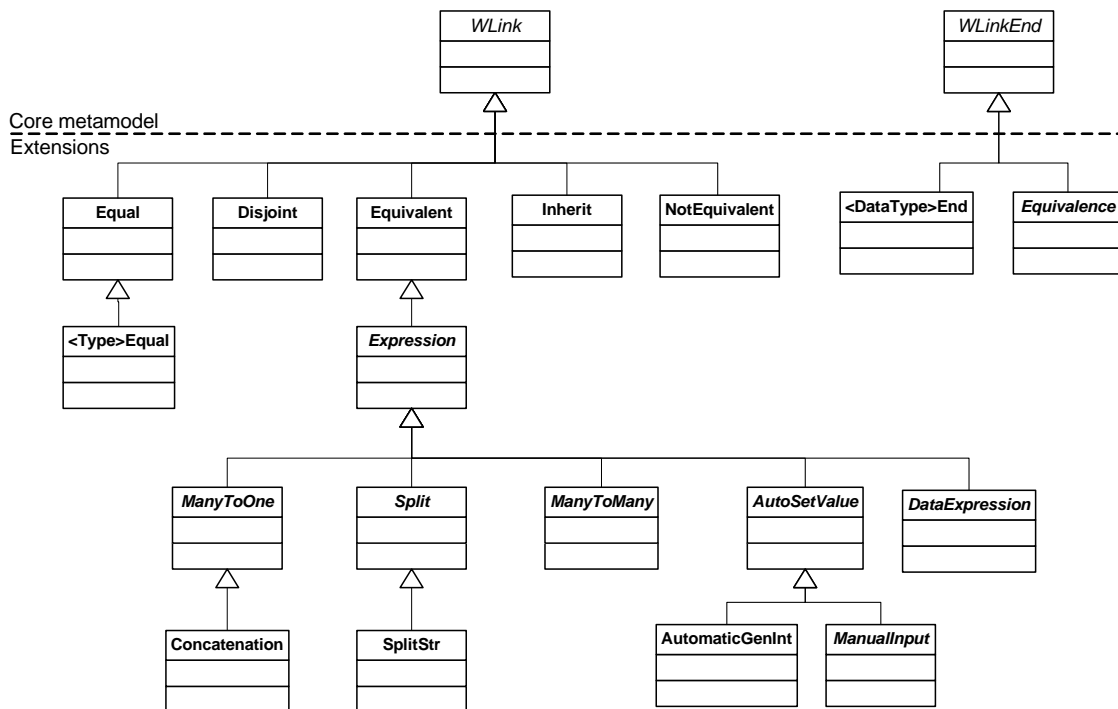 WLink
WLinkEnd
Core metamodel
Extensions
Equal
Disjoint
Equivalent
Inherit
NotEquivalent
<DataType>End
Equivalence
<Type>Equal
Expression
ManyToOne
Split
ManyToMany
AutoSetValue
DataExpression
Concatenation
SplitStr
AutomaticGenInt
ManualInput